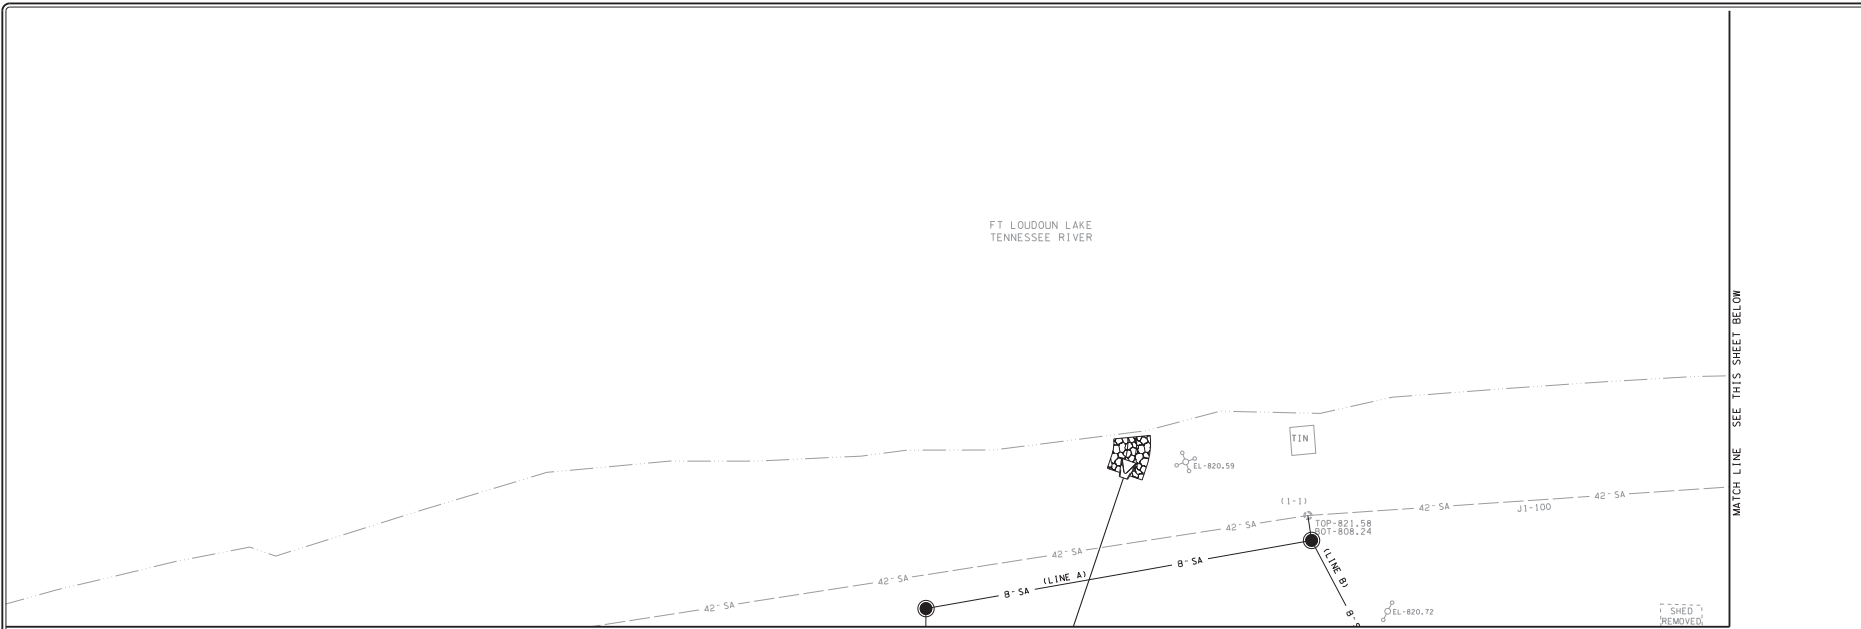 FT LOUDOUN LAKE
TENNESSEE RIVER
MATCH LINE SEE THIS SHEET BELOW
TIN
EL-820.59
42"SA
42"SA
J1-100
(1-I)
TOP-821.58
BOT-808.24
42"SA
42"SA
8"SA
(LINE A)
(LINE B)
42"SA
8"SA
42"SA
8"S
EL-820.72
SHED
REMOVED